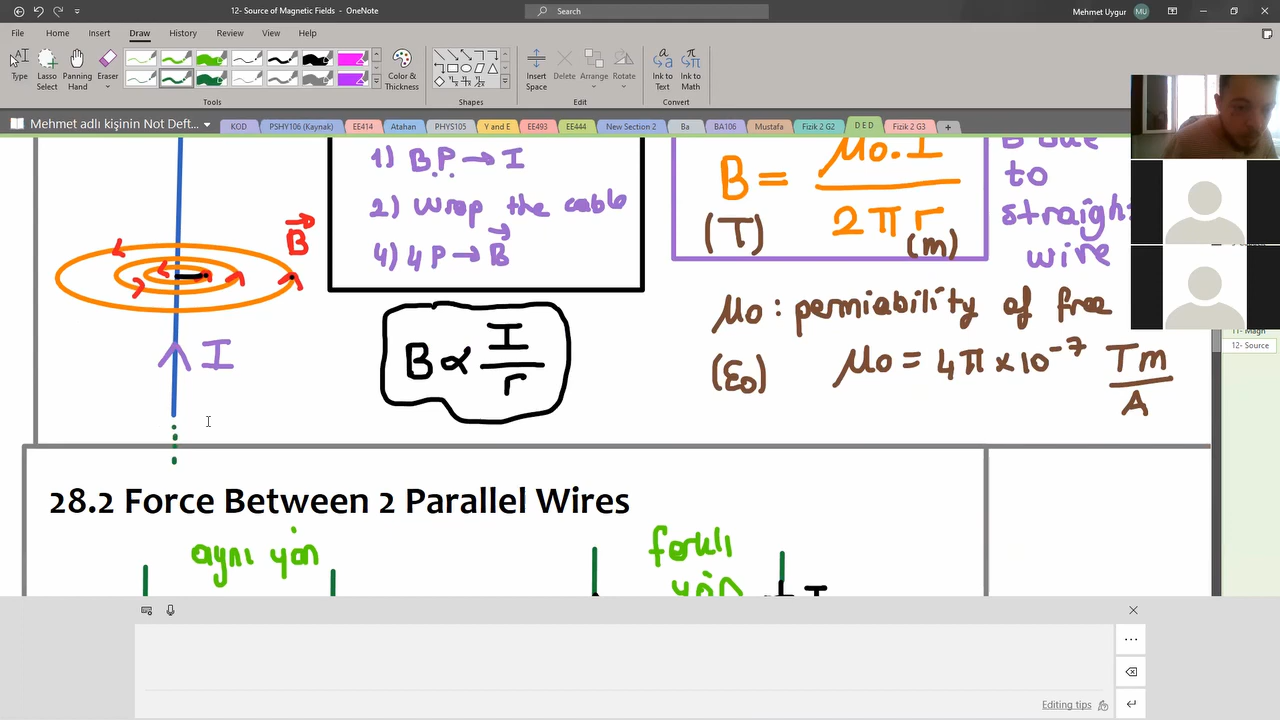 12- Source of Magnetic Fields - OneNote
Search
Mehmet Uygur
MU
File
Home
Insert
Draw
History
Review
View
Help
Type
Lasso
Select
Panning
Hand
Eraser
Color &
Thickness
Insert
Space
Delete
Arrange
Rotate
Ink to
Text
Ink to
Math
Tools
Shapes
Edit
Convert
Mehmet adlı kişinin Not Deft...
KOD
PSHY106 (Kaynak)
EE414
Atahan
PHYS105
Y and E
EE493
EE444
New Section 2
Ba
BA106
Mustafa
Fizik 2 G2
D E D
Fizik 2 G3
1) B.P. → I
2) Wrap the cable
4) 4 P → B
B = μ0.I / 2πr
(T)
(m)
B due
to
straigh
wire
B
I
B ∝ I / r
μ0 : permiability of free
(ε0)
μ0 = 4π×10⁻⁷ Tm / A
11- Magn
12- Source
28.2 Force Between 2 Parallel Wires
aynı yön
farklı
yön
I
Editing tips